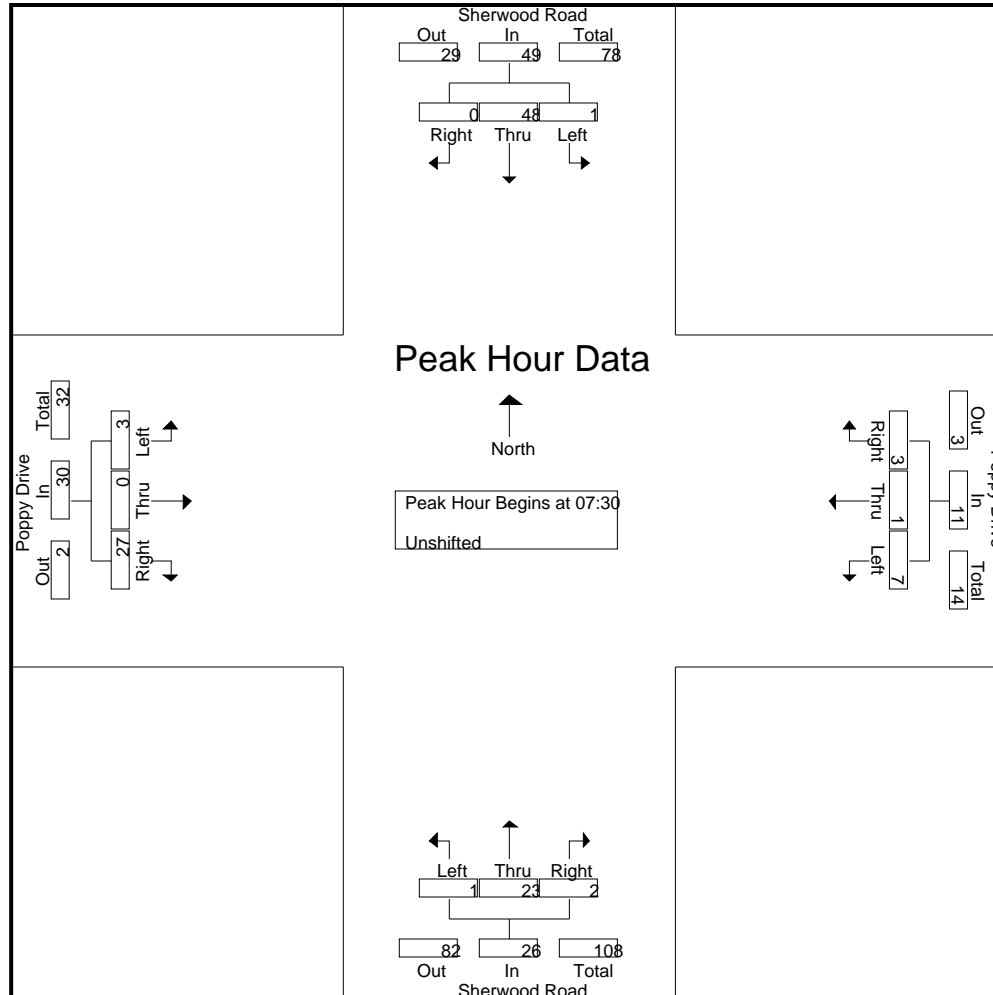 Sherwood Road
Out In Total
29 49 78
0 48 1
Right Thru Left
Peak Hour Data
North
Peak Hour Begins at 07:30
Unshifted
Poppy Drive
Out In Total
2 30 32
27 0 3
Right Thru Left
Right Thru Left
3 1 7
Out In Total
3 11 14
Poppy Drive
Left Thru Right
1 23 2
82 26 108
Out In Total
Sherwood Road